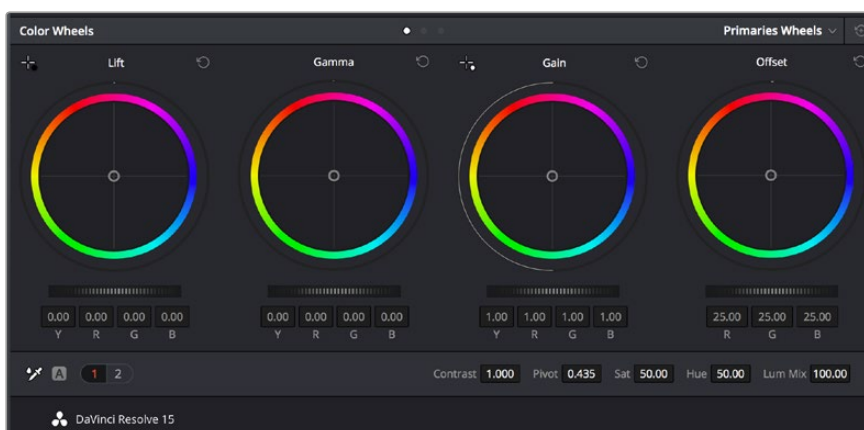 Color Wheels Primaries Wheels
Lift Gamma Gain Offset
0.00 0.00 0.00 0.00 0.00 0.00 0.00 0.00 1.00 1.00 1.00 1.00 25.00 25.00 25.00
Y R G B Y R G B Y R G B R G B
A 1 2 Contrast 1.000 Pivot 0.435 Sat 50.00 Hue 50.00 Lum Mix 100.00
DaVinci Resolve 15